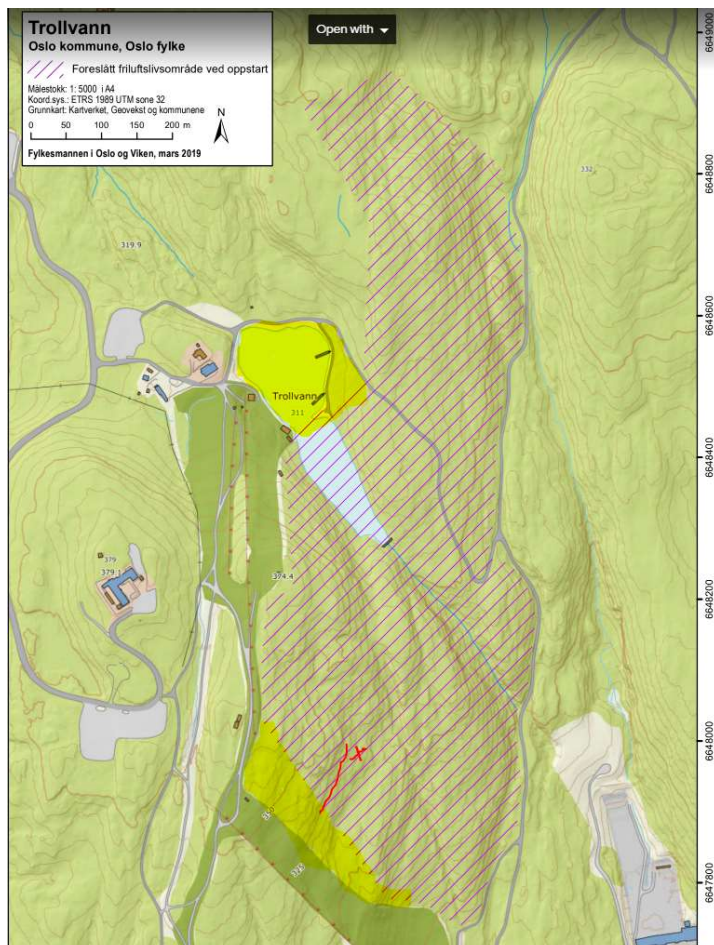 Trollvann
Oslo kommune, Oslo fylke
Foreslått friluftslivsområde ved oppstart
Målestokk: 1: 5000 i A4
Koord.sys.: ETRS 1989 UTM sone 32
Grunnkart: Kartverket, Geovekst og kommunene
N
0 50 100 150 200 m
Fylkesmannen i Oslo og Viken, mars 2019
Open with
6649000
332
6648800
319.9
6648600
Trollvann
311
6648400
379
379.1
374.4
6648200
6648000
X
325
6647800